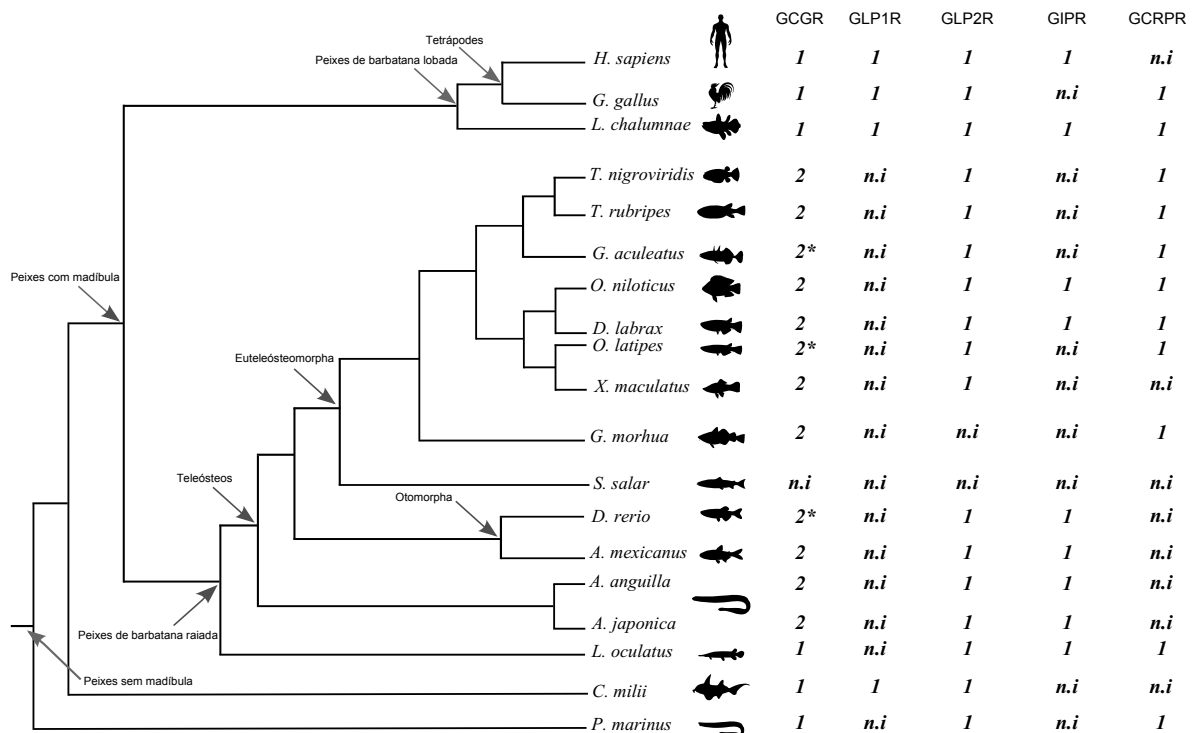 GCGR GLP1R GLP2R GIPR GCRPR
Tetrápodes
Peixes de barbatana lobada
H. sapiens 1 1 1 1 n.i
G. gallus 1 1 1 n.i 1
L. chalumnae 1 1 1 1 1
T. nigroviridis 2 n.i 1 n.i 1
T. rubripes 2 n.i 1 n.i 1
G. aculeatus 2* n.i 1 n.i 1
Peixes com madíbula
O. niloticus 2 n.i 1 1 1
D. labrax 2 n.i 1 1 1
O. latipes 2* n.i 1 n.i 1
Euteleósteomorpha
X. maculatus 2 n.i 1 n.i n.i
G. morhua 2 n.i n.i n.i 1
Teleósteos
S. salar n.i n.i n.i n.i n.i
Otomorpha
D. rerio 2* n.i 1 1 n.i
A. mexicanus 2 n.i 1 1 n.i
A. anguilla 2 n.i 1 1 n.i
A. japonica 2 n.i 1 1 n.i
Peixes de barbatana raiada
L. oculatus 1 n.i 1 1 1
Peixes sem madíbula
C. milii 1 1 1 n.i n.i
P. marinus 1 n.i 1 n.i 1